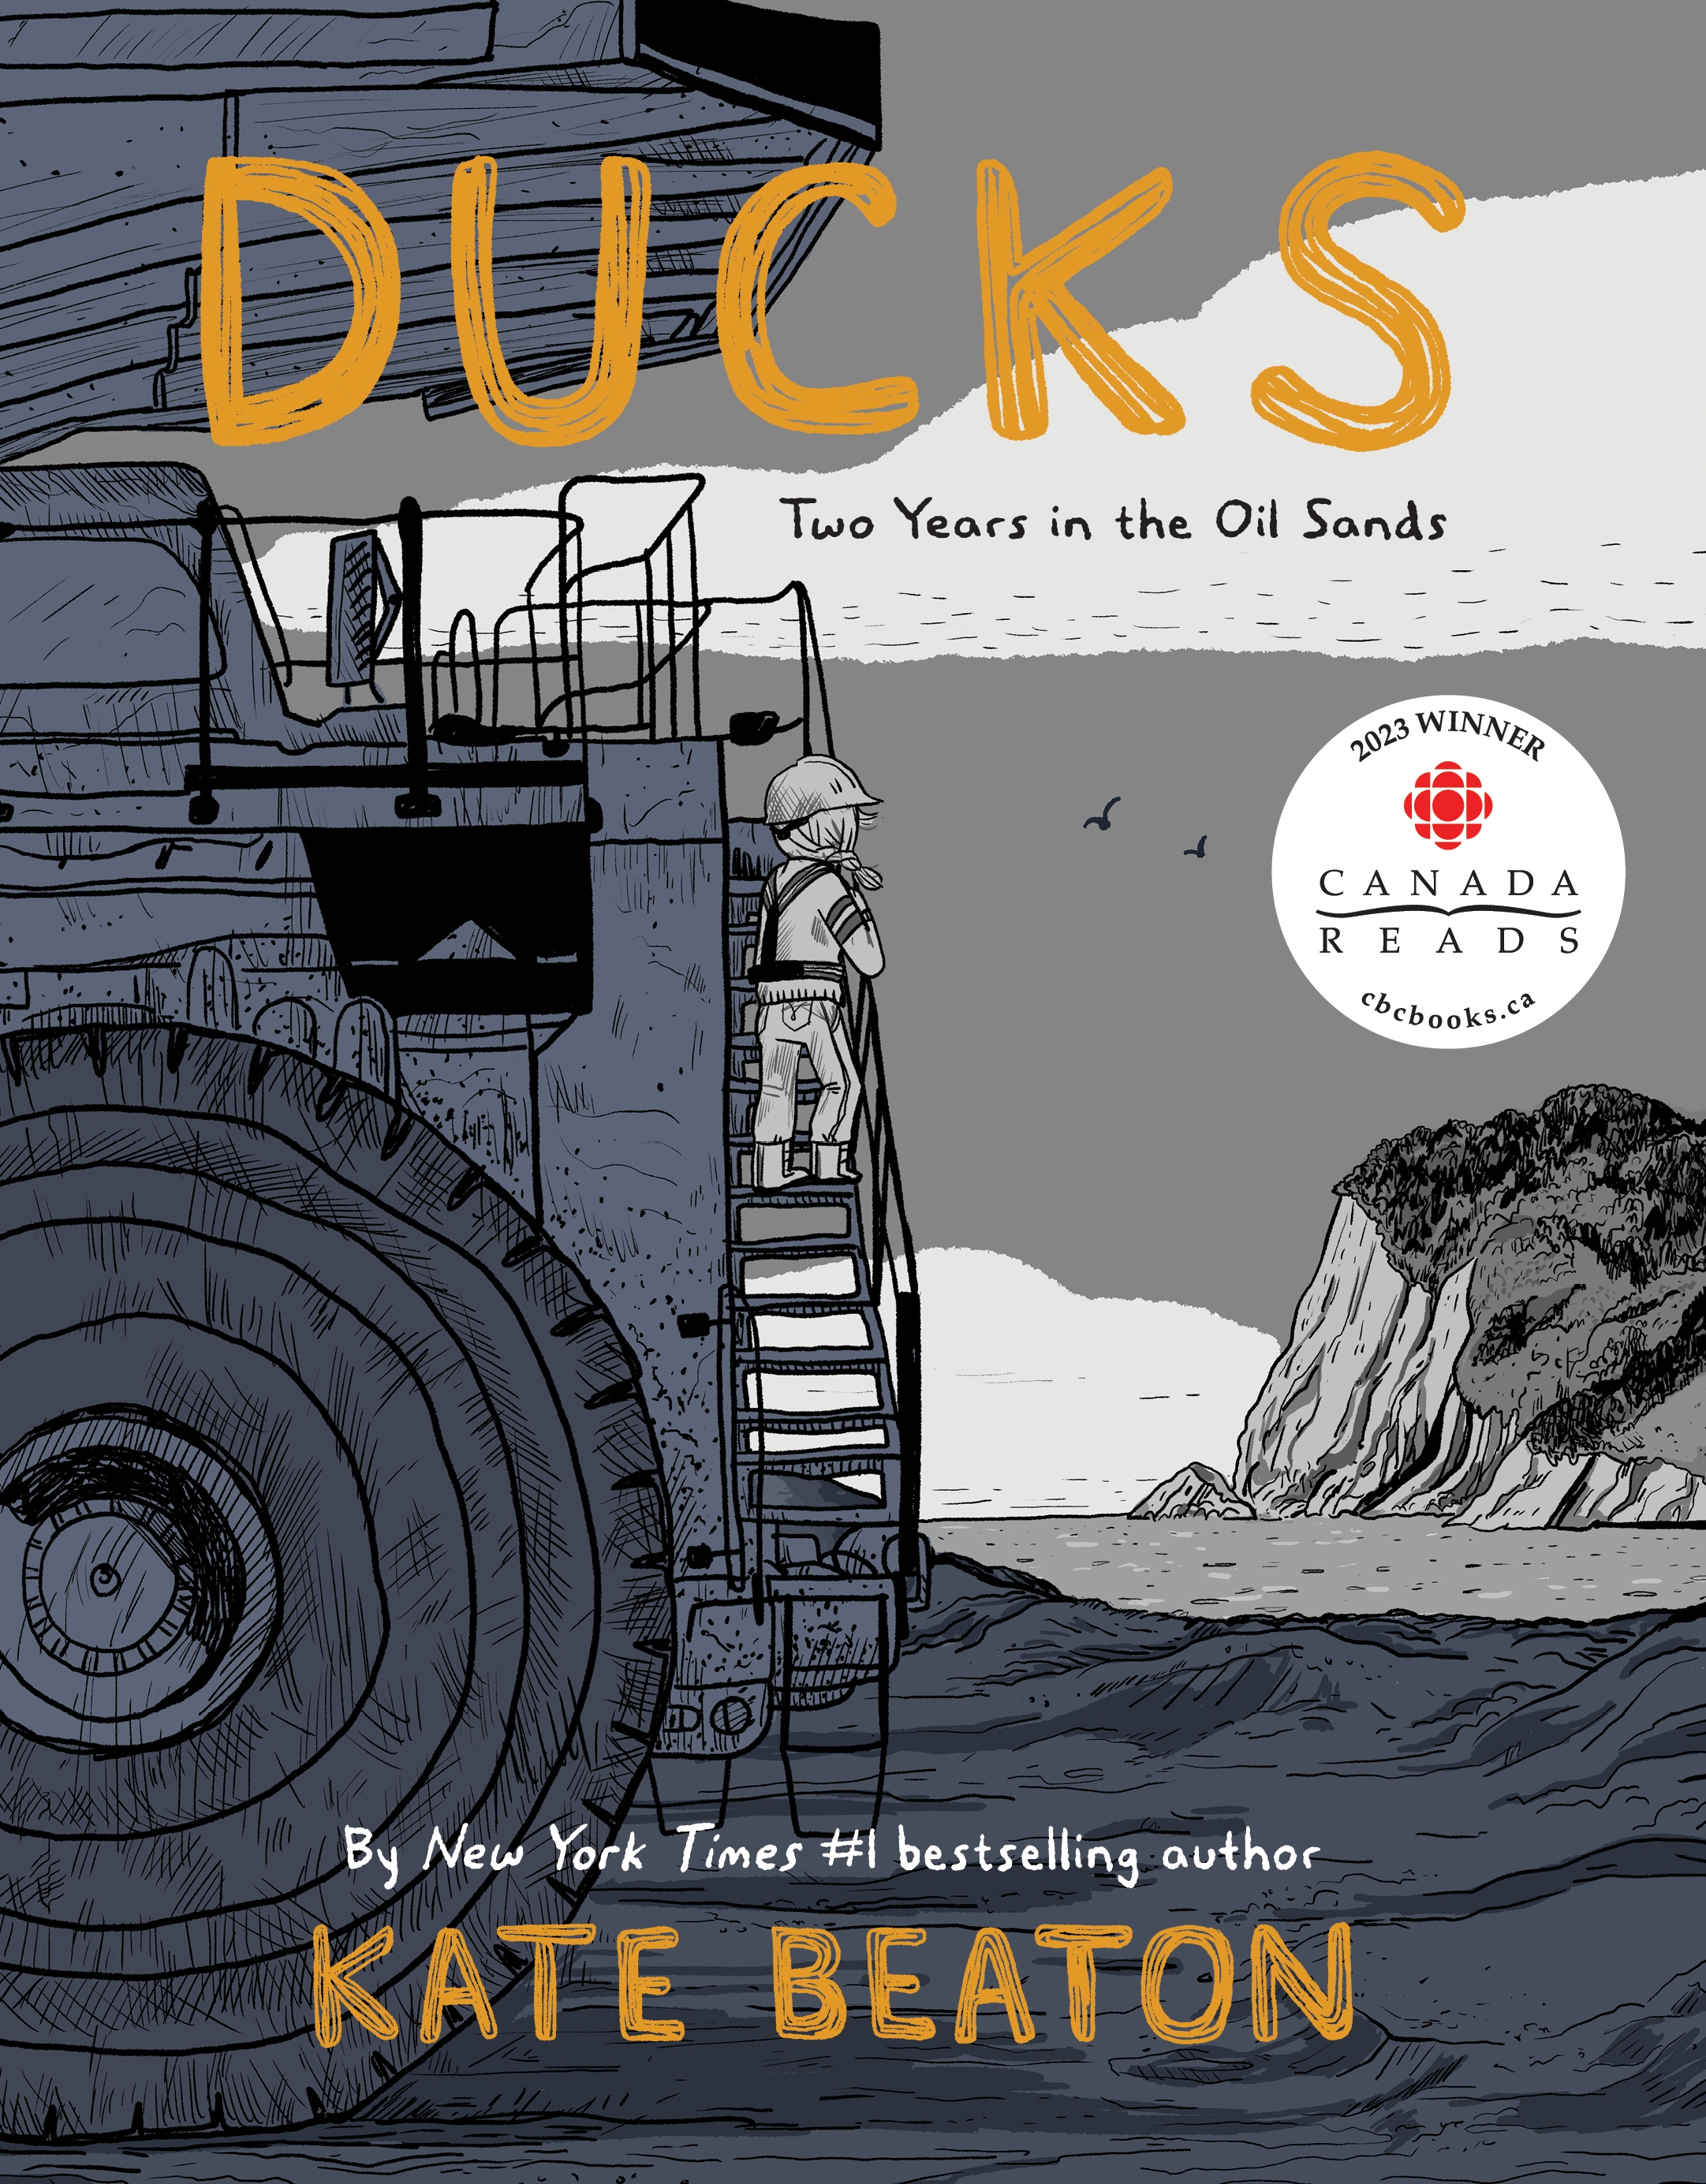 DUCKS
Two Years in the Oil Sands
2023 WINNER
CANADA
READS
cbcbooks.ca
By New York Times #1 bestselling author
KATE BEATON